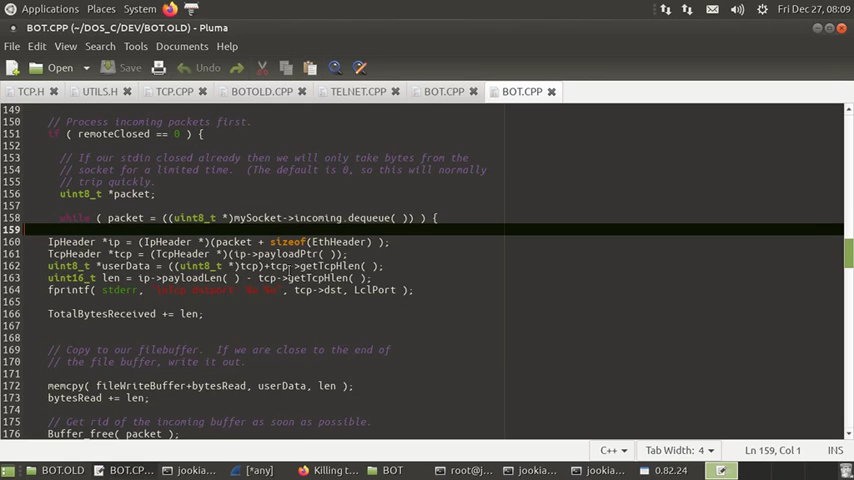 Applications Places System Fri Dec 27, 08:09
BOT.CPP (~/DOS_C/DEV/BOT.OLD) - Pluma
File Edit View Search Tools Documents Help
Open Save Undo
TCP.H UTILS.H TCP.CPP BOTOLD.CPP TELNET.CPP BOT.CPP BOT.CPP
149
150 // Process incoming packets first.
151 if ( remoteClosed == 0 ) {
152
153 // If our stdin closed already then we will only take bytes from the
154 // socket for a limited time. (The default is 0, so this will normally
155 // trip quickly.
156 uint8_t *packet;
157
158 while ( packet = ((uint8_t *)mySocket->incoming.dequeue( )) ) {
159
160 IpHeader *ip = (IpHeader *)(packet + sizeof(EthHeader) );
161 TcpHeader *tcp = (TcpHeader *)(ip->payloadPtr( ));
162 uint8_t *userData = ((uint8_t *)tcp)+tcp->getTcpHlen( );
163 uint16_t len = ip->payloadLen( ) - tcp->getTcpHlen( );
164 fprintf( stderr, , tcp->dst, LclPort );
165
166 TotalBytesReceived += len;
167
168
169 // Copy to our filebuffer. If we are close to the end of
170 // the file buffer, write it out.
171
172 memcpy( fileWriteBuffer+bytesRead, userData, len );
173 bytesRead += len;
174
175 // Get rid of the incoming buffer as soon as possible.
176 Buffer_free( packet );
C++ Tab Width: 4 Ln 159, Col 1 INS
BOT.OLD BOT.CP... jookia... [*any] Killing t... BOT root@j... jookia... jookia... 0.82.24